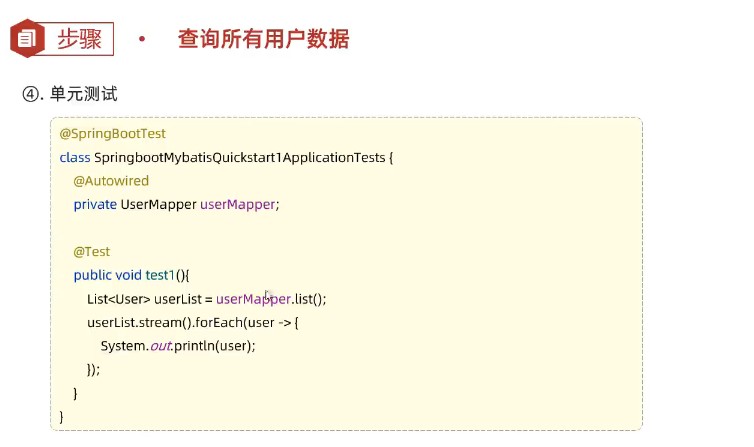 步骤 • 查询所有用户数据
④. 单元测试
@SpringBootTest
class SpringbootMybatisQuickstart1ApplicationTests {
@Autowired
private UserMapper userMapper;
@Test
public void test1(){
List<User> userList = userMapper.list();
userList.stream().forEach(user -> {
System.out.println(user);
});
}
}